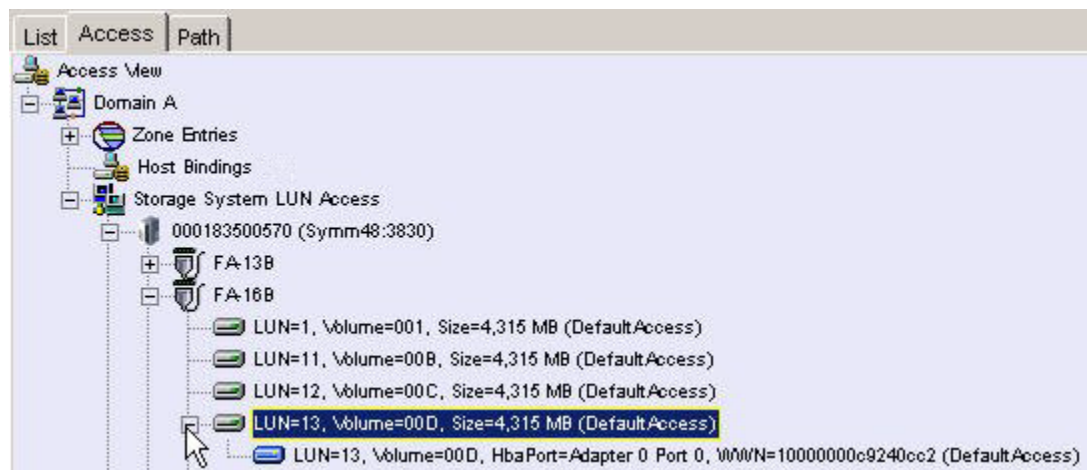 List Access Path
Access View
Domain A
Zone Entries
Host Bindings
Storage System LUN Access
000183500570 (Symm48:3830)
FA-13B
FA-16B
LUN=1, Volume=001, Size=4,315 MB (DefaultAccess)
LUN=11, Volume=00B, Size=4,315 MB (DefaultAccess)
LUN=12, Volume=00C, Size=4,315 MB (DefaultAccess)
LUN=13, Volume=00D, Size=4,315 MB (DefaultAccess)
LUN=13, Volume=00D, HbaPort=Adapter 0 Port 0, WWN=10000000c9240cc2 (DefaultAccess)